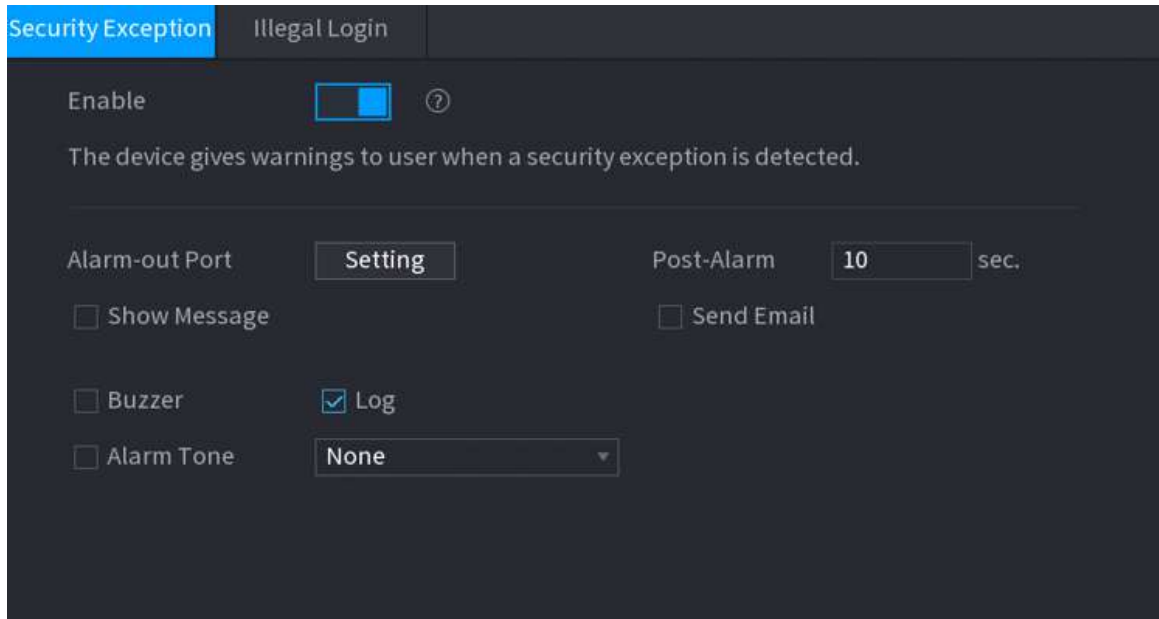 Security Exception Illegal Login
Enable ?
The device gives warnings to user when a security exception is detected.
Alarm-out Port Setting Post-Alarm 10 sec.
Show Message Send Email
Buzzer Log
Alarm Tone None